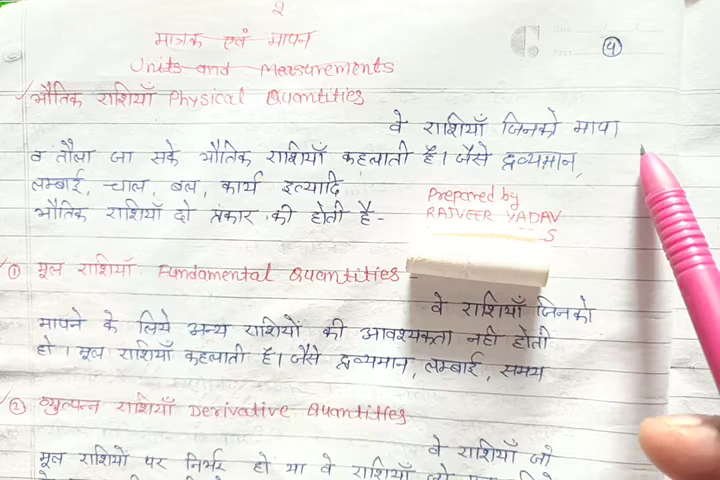 2
④
मात्रक एवं मापन
Units and Measurements
भौतिक राशियाँ Physical Quantities
वे राशियाँ जिनको मापा
व तौला जा सके भौतिक राशियाँ कहलाती है। जैसे द्रव्यमान,
लम्बाई, चाल, बल, कार्य इत्यादि
Prepared by
RAJVEER YADAV
S
भौतिक राशियाँ दो प्रकार की होती है-
① मूल राशियाँ Fundamental Quantities -
वे राशियाँ जिनको
मापने के लिये अन्य राशियों की आवश्यकता नही होती
हो। मूल राशियाँ कहलाती है। जैसे द्रव्यमान, लम्बाई, समय
② व्युत्पन्न राशियाँ Derivative Quantities
वे राशियाँ जो
मूल राशियों पर निर्भर हो या वे राशियाँ जो